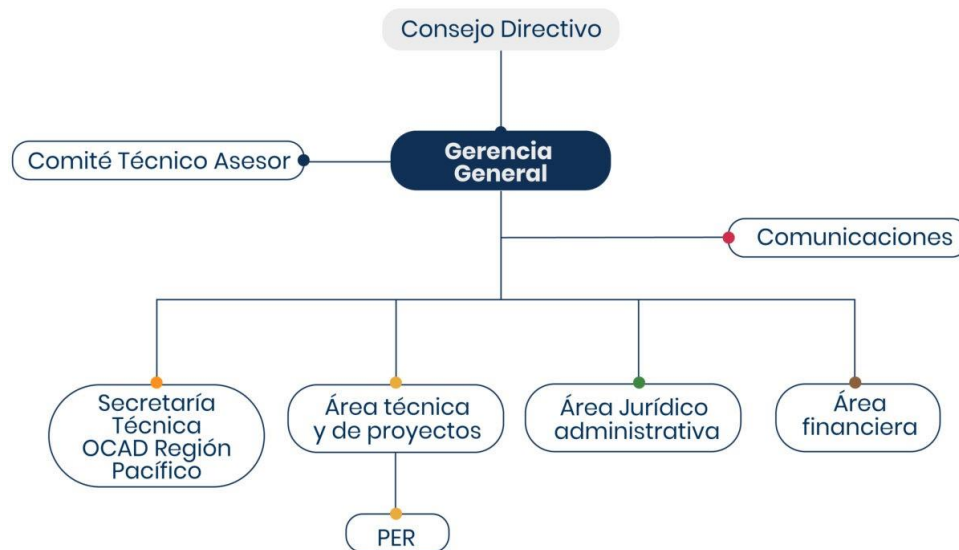 Consejo Directivo
Gerencia
General
Comité Técnico Asesor
Comunicaciones
Secretaría
Técnica
OCAD Región
Pacífico
Área técnica
y de proyectos
Área Jurídico
administrativa
Área
financiera
PER